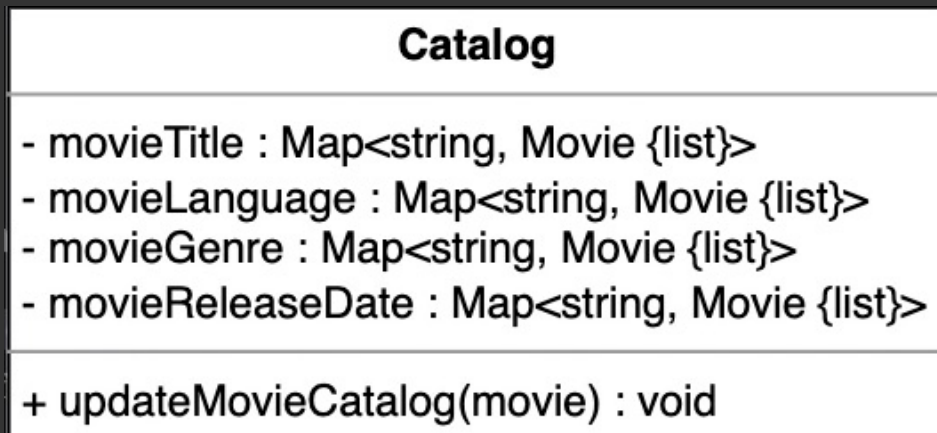 Catalog
- movieTitle : Map<string, Movie {list}>
- movieLanguage : Map<string, Movie {list}>
- movieGenre : Map<string, Movie {list}>
- movieReleaseDate : Map<string, Movie {list}>
+ updateMovieCatalog(movie) : void